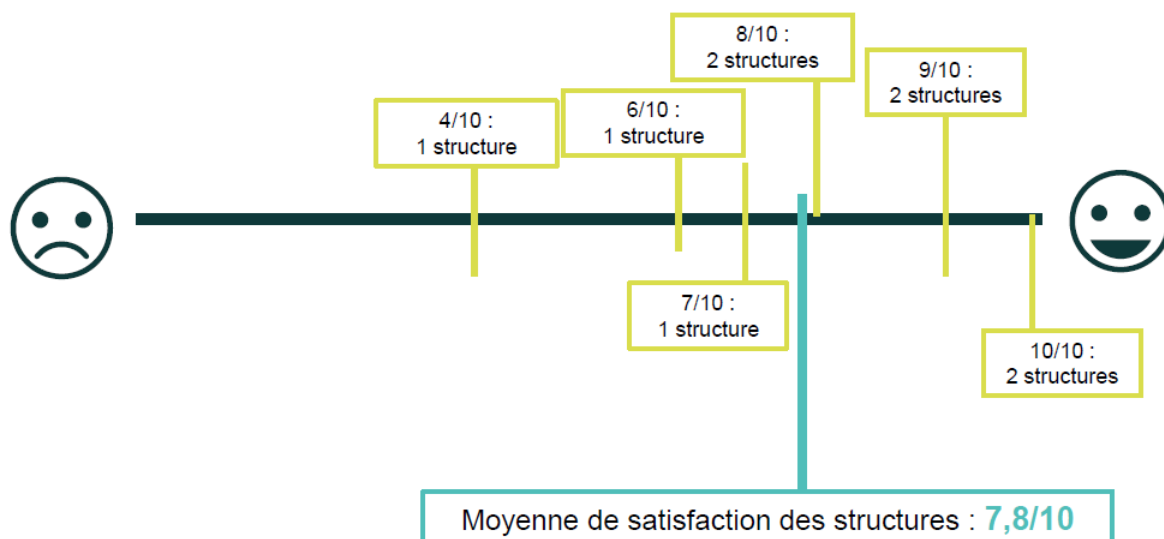 8/10 :
2 structures
9/10 :
2 structures
6/10 :
1 structure
4/10 :
1 structure
7/10 :
1 structure
10/10 :
2 structures
Moyenne de satisfaction des structures : 7,8/10